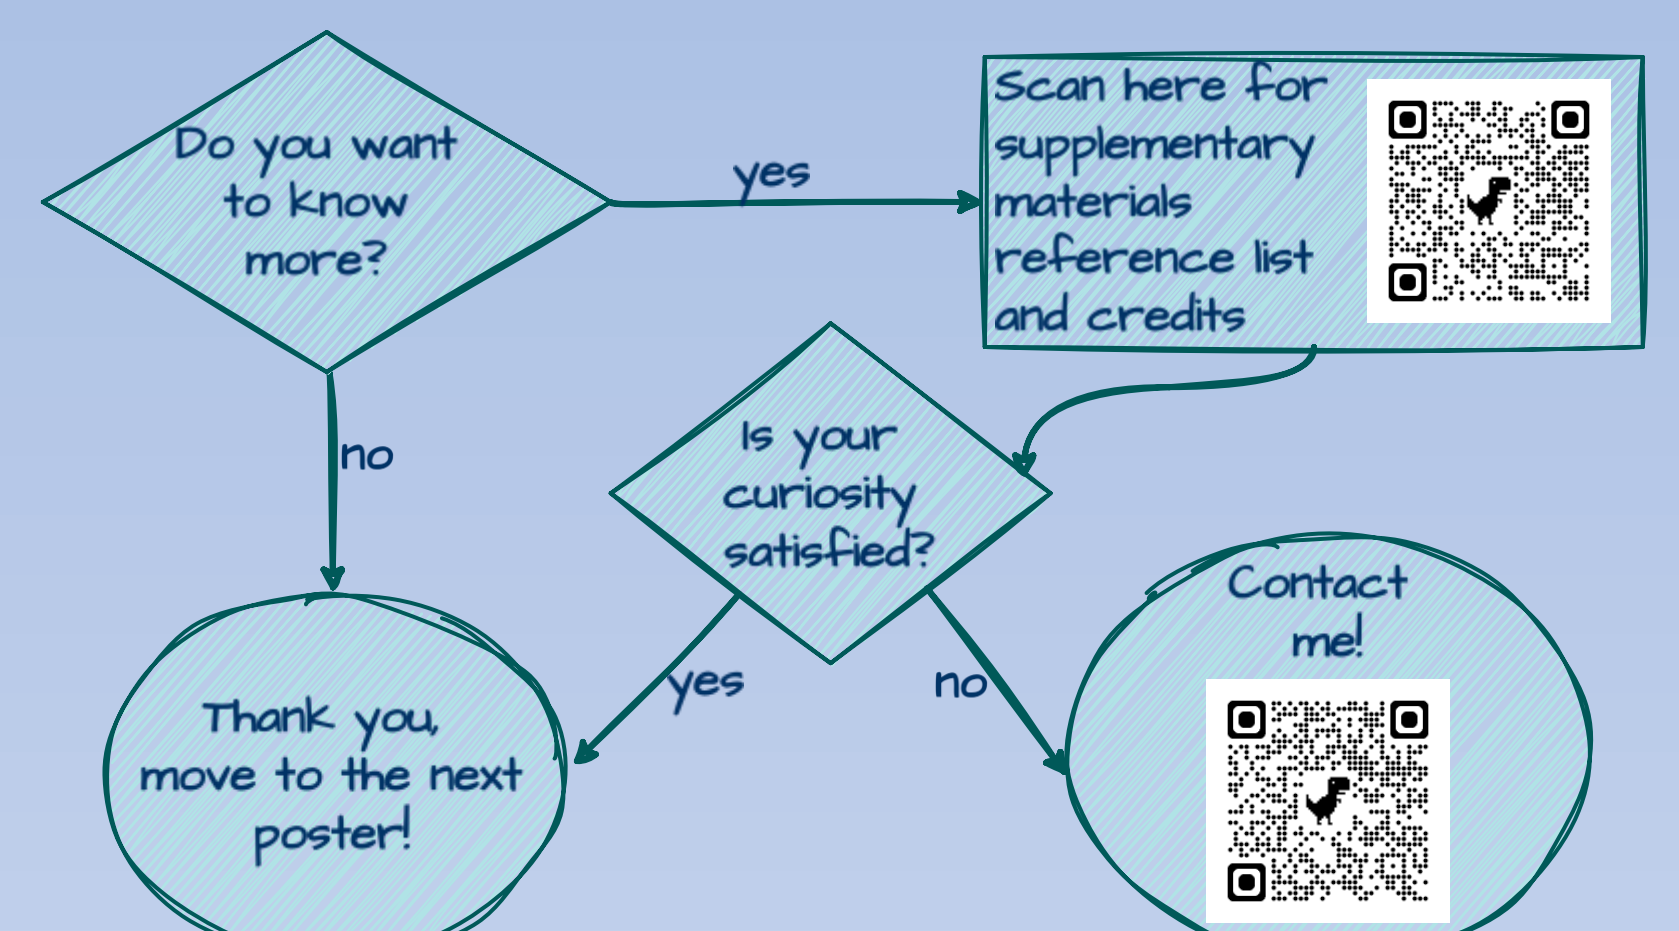 Do you want
to know
more?
yes
Scan here for
supplementary
materials
reference list
and credits
no
Is your
curiosity
satisfied?
yes
no
Thank you,
move to the next
poster!
Contact
me!